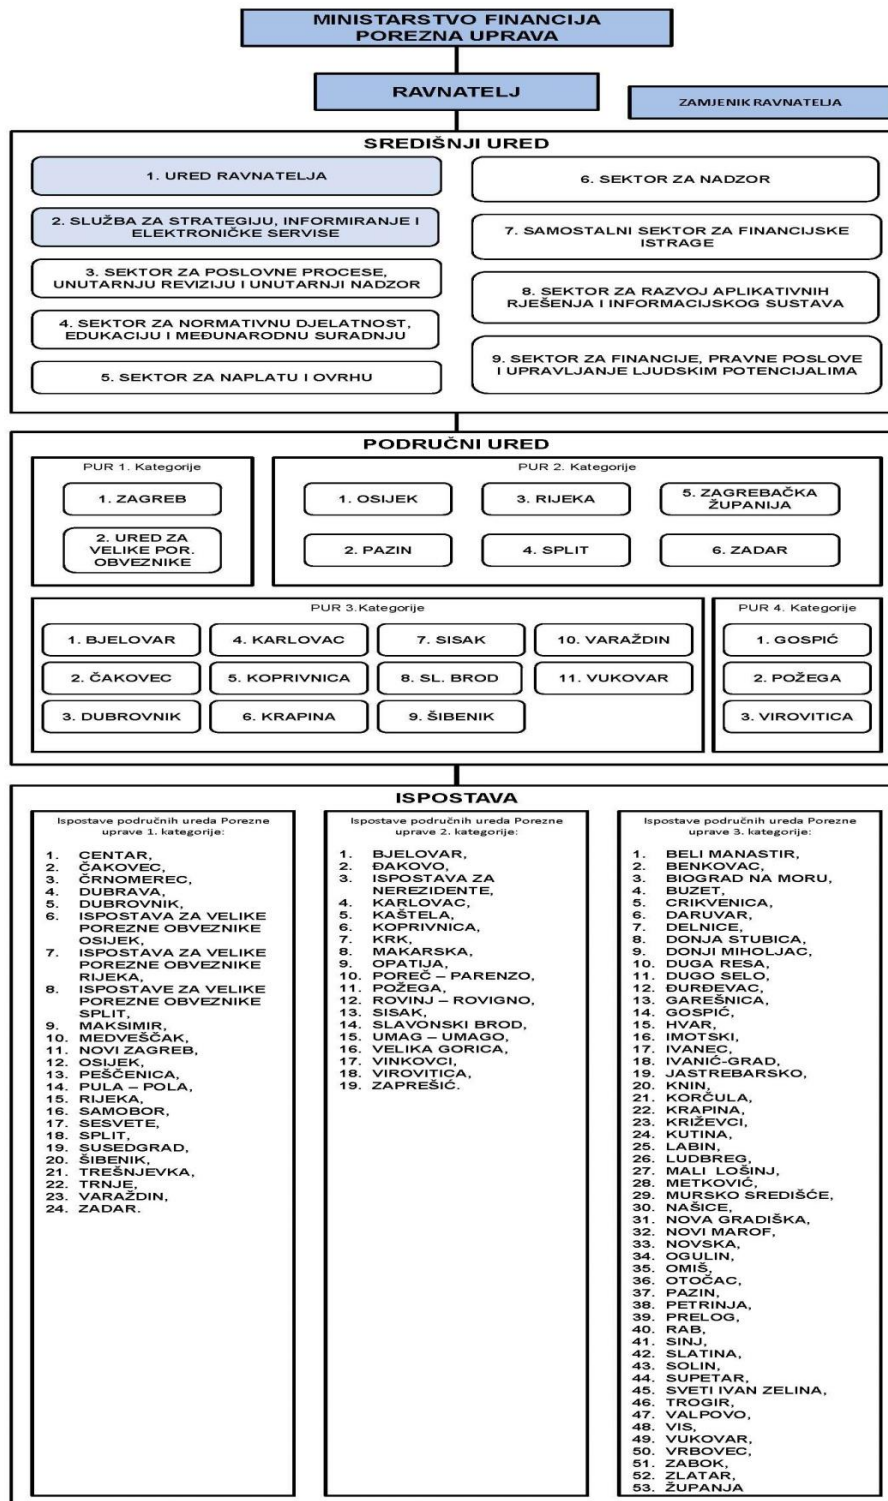 MINISTARSTVO FINANCIJA
POREZNA UPRAVA
RAVNATELJ
ZAMJENIK RAVNATELJA
SREDIŠNJI URED
1. URED RAVNATELJA
2. SLUŽBA ZA STRATEGIJU, INFORMIRANJE I
ELEKTRONIČKE SERVISE
3. SEKTOR ZA POSLOVNE PROCESE,
UNUTARNJU REVIZIJU I UNUTARNJI NADZOR
4. SEKTOR ZA NORMATIVNU DJELATNOST,
EDUKACIJU I MEĐUNARODNU SURADNJU
5. SEKTOR ZA NAPLATU I OVRHU
6. SEKTOR ZA NADZOR
7. SAMOSTALNI SEKTOR ZA FINANCIJSKE
ISTRAGE
8. SEKTOR ZA RAZVOJ APLIKATIVNIH
RJEŠENJA I INFORMACIJSKOG SUSTAVA
9. SEKTOR ZA FINANCIJE, PRAVNE POSLOVE
I UPRAVLJANJE LJUDSKIM POTENCIJALIMA
PODRUČNI URED
PUR 1. Kategorije
1. ZAGREB
2. URED ZA
VELIKE POR.
OBVEZNIKE
PUR 2. Kategorije
1. OSIJEK
3. RIJEKA
5. ZAGREBAČKA
ŽUPANIJA
2. PAZIN
4. SPLIT
6. ZADAR
PUR 3.Kategorije
1. BJELOVAR
4. KARLOVAC
7. SISAK
10. VARAŽDIN
2. ČAKOVEC
5. KOPRIVNICA
8. SL. BROD
11. VUKOVAR
3. DUBROVNIK
6. KRAPINA
9. ŠIBENIK
PUR 4. Kategorije
1. GOSPIĆ
2. POŽEGA
3. VIROVITICA
ISPOSTAVA
Ispostave područnih ureda Porezne
uprave 1. kategorije:
1. CENTAR,
2. ČAKOVEC,
3. ČRNOMEREC,
4. DUBRAVA,
5. DUBROVNIK,
6. ISPOSTAVA ZA VELIKE
POREZNE OBVEZNIKE
OSIJEK,
7. ISPOSTAVA ZA VELIKE
POREZNE OBVEZNIKE
RIJEKA,
8. ISPOSTAVE ZA VELIKE
POREZNE OBVEZNIKE
SPLIT,
9. MAKSIMIR,
10. MEDVEŠČAK,
11. NOVI ZAGREB,
12. OSIJEK,
13. PEŠČENICA,
14. PULA – POLA,
15. RIJEKA,
16. SAMOBOR,
17. SESVETE,
18. SPLIT,
19. SUSEDGRAD,
20. ŠIBENIK,
21. TREŠNJEVKA,
22. TRNJE,
23. VARAŽDIN,
24. ZADAR.
Ispostave područnih ureda Porezne
uprave 2. kategorije:
1. BJELOVAR,
2. ĐAKOVO,
3. ISPOSTAVA ZA
NEREZIDENTE,
4. KARLOVAC,
5. KAŠTELA,
6. KOPRIVNICA,
7. KRK,
8. MAKARSKA,
9. OPATIJA,
10. POREČ – PARENZO,
11. POŽEGA,
12. ROVINJ – ROVIGNO,
13. SISAK,
14. SLAVONSKI BROD,
15. UMAG – UMAGO,
16. VELIKA GORICA,
17. VINKOVCI,
18. VIROVITICA,
19. ZAPREŠIĆ.
Ispostave područnih ureda Porezne
uprave 3. kategorije:
1. BELI MANASTIR,
2. BENKOVAC,
3. BIOGRAD NA MORU,
4. BUZET,
5. CRIKVENICA,
6. DARUVAR,
7. DELNICE,
8. DONJA STUBICA,
9. DONJI MIHOLJAC,
10. DUGA RESA,
11. DUGO SELO,
12. ĐURĐEVAC,
13. GAREŠNICA,
14. GOSPIĆ,
15. HVAR,
16. IMOTSKI,
17. IVANEC,
18. IVANIĆ-GRAD,
19. JASTREBARSKO,
20. KNIN,
21. KORČULA,
22. KRAPINA,
23. KRIŽEVCI,
24. KUTINA,
25. LABIN,
26. LUDBREG,
27. MALI LOŠINJ,
28. METKOVIĆ,
29. MURSKO SREDIŠĆE,
30. NAŠICE,
31. NOVA GRADIŠKA,
32. NOVI MAROF,
33. NOVSKA,
34. OGULIN,
35. OMIŠ,
36. OTOČAC,
37. PAZIN,
38. PETRINJA,
39. PRELOG,
40. RAB,
41. SINJ,
42. SLATINA,
43. SOLIN,
44. SUPETAR,
45. SVETI IVAN ZELINA,
46. TROGIR,
47. VALPOVO,
48. VIS,
49. VUKOVAR,
50. VRBOVEC,
51. ZABOK,
52. ZLATAR,
53. ŽUPANJA